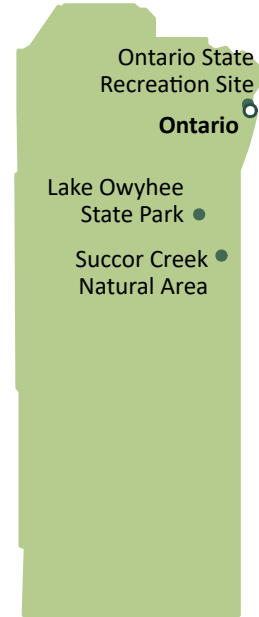 Ontario State
Recreation Site
Ontario
Lake Owyhee
State Park
Succor Creek
Natural Area